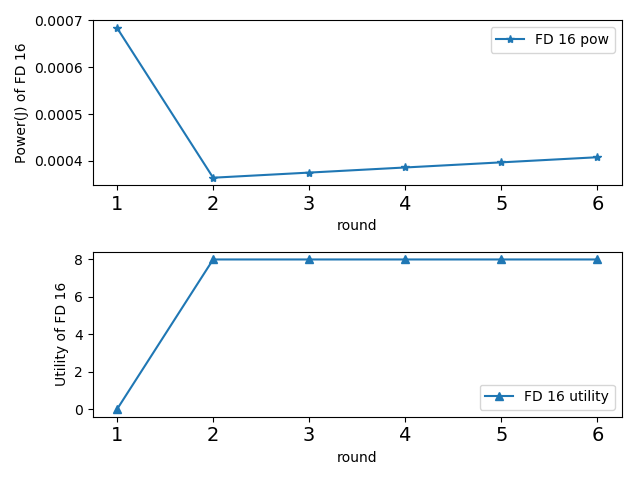 0.0007
0.0006
0.0005
0.0004
Power(J) of FD 16
FD 16 pow
1 2 3 4 5 6
round
8
6
4
2
0
Utility of FD 16
FD 16 utility
1 2 3 4 5 6
round